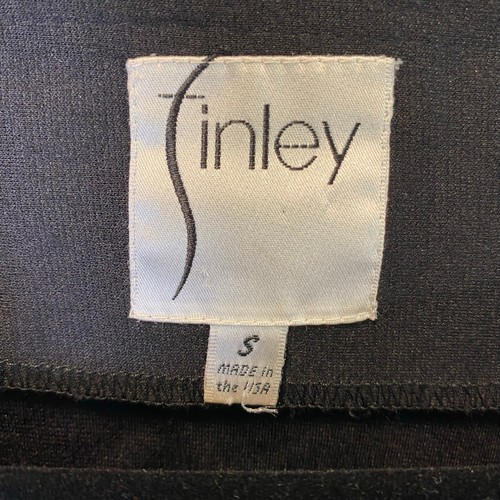 Finley
S
MADE in
the USA